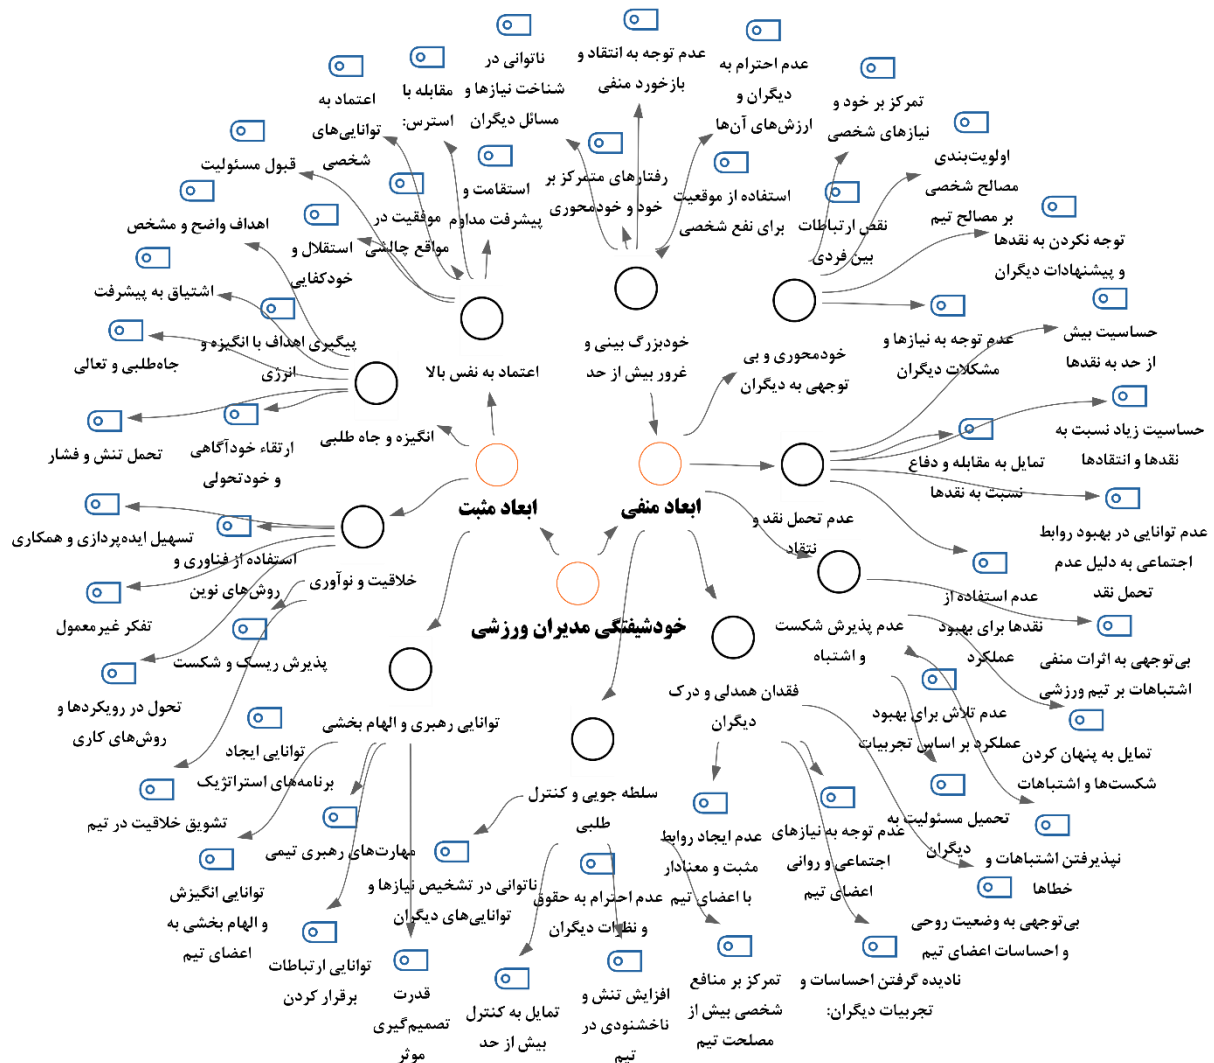 عدم توجه به انتقاد و
بازخورد منفی
ناتوانی در
شناخت نیازها و
مسائل دیگران
عدم احترام به
دیگران و
ارزش‌های آن‌ها
مقابله با
استرس:
اعتماد به
توانایی‌های
شخصی
تمرکز بر خود و
نیازهای شخصی
اولویت‌بندی
مصالح شخصی
بر مصالح تیم
قبول مسئولیت
استقامت و
پیشرفت مداوم
رفتارهای متمرکز بر
خود و خودمحوری
استفاده از موقعیت
برای نفع شخصی
نقص ارتباطات
بین فردی
توجه نکردن به نقدها
و پیشنهادات دیگران
اهداف واضح و مشخص
استقلال و
خودکفایی
موفقیت در
مواقع چالشی
اشتیاق به پیشرفت
پیگیری اهداف با انگیزه و
انرژی
جاه‌طلبی و تعالی
اعتماد به نفس بالا
خودبزرگ بینی و
غرور بیش از حد
خودمحوری و بی
توجهی به دیگران
عدم توجه به نیازها و
مشکلات دیگران
حساسیت بیش
از حد به نقدها
تحمل تنش و فشار
ارتقاء خودآگاهی
و خودتحولی
انگیزه و جاه طلبی
حساسیت زیاد نسبت به
نقدها و انتقادها
تمایل به مقابله و دفاع
نسبت به نقدها
ابعاد مثبت
ابعاد منفی
عدم تحمل نقد و
نتقاد
عدم توانایی در بهبود روابط
اجتماعی به دلیل عدم
تحمل نقد
تسهیل ایده‌پردازی و همکاری
استفاده از فناوری و
روش‌های نوین
خلاقیت و نوآوری
عدم استفاده از
نقدها برای بهبود
عملکرد
تفکر غیرمعمول
پذیرش ریسک و شکست
خودشیفتگی مدیران ورزشی
عدم پذیرش شکست
و اشتباه
بی‌توجهی به اثرات منفی
اشتباهات بر تیم ورزشی
تحول در رویکردها و
روش‌های کاری
توانایی رهبری و الهام بخشی
فقدان همدلی و درک
دیگران
عدم تلاش برای بهبود
عملکرد بر اساس تجربیات
تمایل به پنهان کردن
شکست‌ها و اشتباهات
توانایی ایجاد
برنامه‌های استراتژیک
تشویق خلاقیت در تیم
سلطه جویی و کنترل
طلبی
عدم ایجاد روابط
مثبت و معنادار
با اعضای تیم
عدم توجه به نیازهای
اجتماعی و روانی
اعضای تیم
تحمیل مسئولیت به
دیگران
نپذیرفتن اشتباهات و
خطاها
مهارت‌های رهبری تیمی
توانایی انگیزش
و الهام بخشی به
اعضای تیم
ناتوانی در تشخیص نیازها و
توانایی‌های دیگران
عدم احترام به حقوق
و نظرات دیگران
بی‌توجهی به وضعیت روحی
و احساسات اعضای تیم
توانایی ارتباطات
برقرار کردن
قدرت
تصمیم‌گیری
موثر
تمایل به کنترل
بیش از حد
افزایش تنش و
ناخشنودی در
تیم
تمرکز بر منافع
شخصی بیش از
مصلحت تیم
نادیده گرفتن احساسات و
تجربیات دیگران: